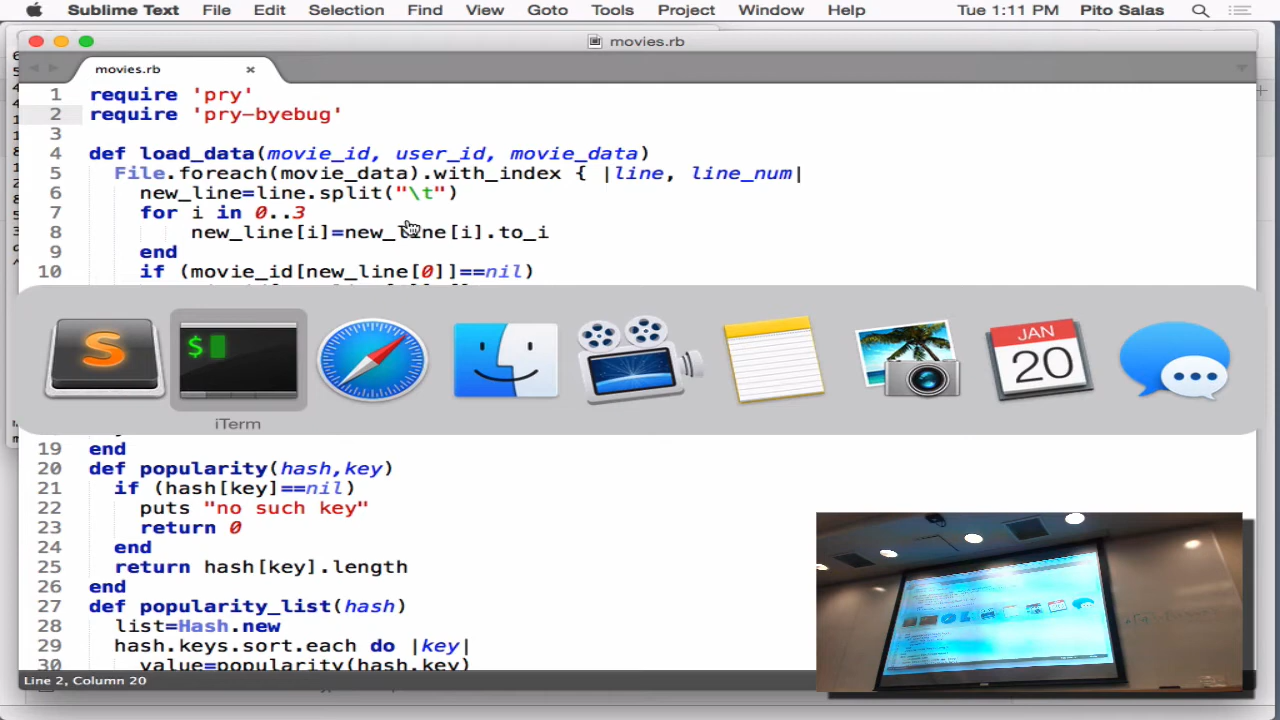 Sublime Text File Edit Selection Find View Goto Tools Project Window Help Tue 1:11 PM Pito Salas
movies.rb
movies.rb
1 require 'pry'
2 require 'pry-byebug'
3
4 def load_data(movie_id, user_id, movie_data)
5 File.foreach(movie_data).with_index { |line, line_num|
6 new_line=line.split("\t")
7 for i in 0..3
8 new_line[i]=new_line[i].to_i
9 end
10 if (movie_id[new_line[0]]==nil)
S
$
JAN
20
iTerm
19 end
20 def popularity(hash,key)
21 if (hash[key]==nil)
22 puts "no such key"
23 return 0
24 end
25 return hash[key].length
26 end
27 def popularity_list(hash)
28 list=Hash.new
29 hash.keys.sort.each do |key|
30 value=popularity(hash,key)
Line 2, Column 20